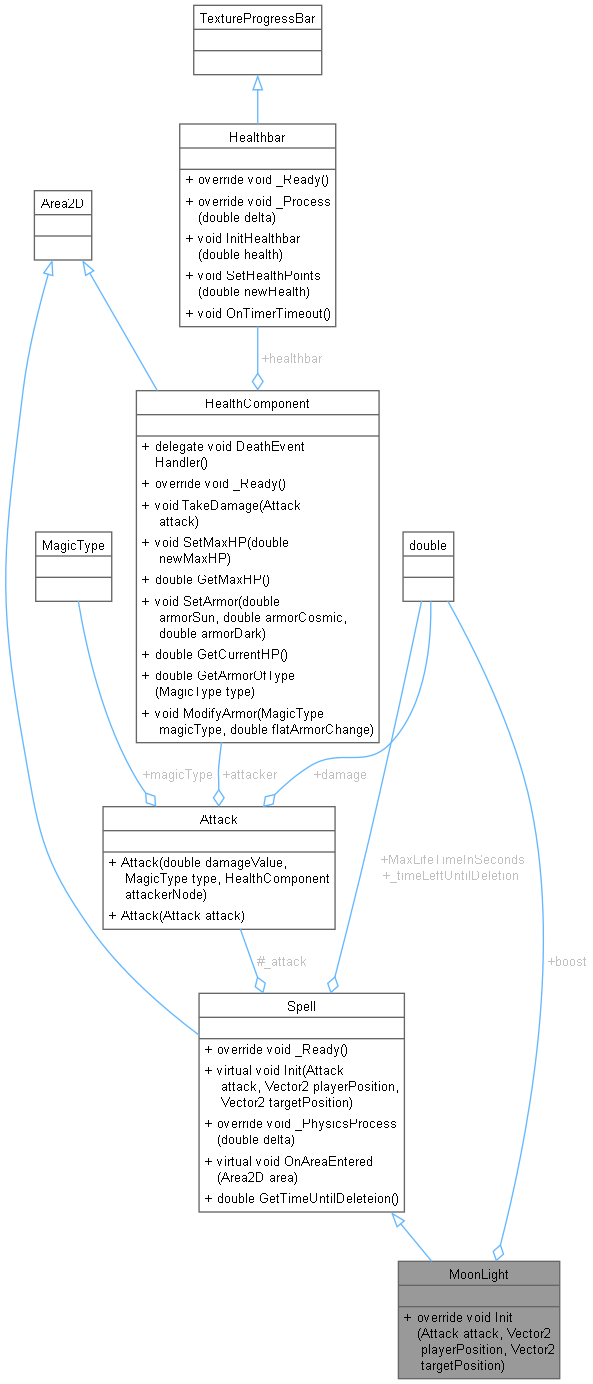 TextureProgressBar
Healthbar
+ override void _Ready()
+ override void _Process
(double delta)
+ void InitHealthbar
(double health)
+ void SetHealthPoints
(double newHealth)
+ void OnTimerTimeout()
Area2D
+healthbar
HealthComponent
+ delegate void DeathEvent
Handler()
+ override void _Ready()
+ void TakeDamage(Attack
attack)
+ void SetMaxHP(double
newMaxHP)
+ double GetMaxHP()
+ void SetArmor(double
armorSun, double armorCosmic,
double armorDark)
+ double GetCurrentHP()
+ double GetArmorOfType
(MagicType type)
+ void ModifyArmor(MagicType
magicType, double flatArmorChange)
MagicType
double
+magicType
+attacker
+damage
Attack
+ Attack(double damageValue,
MagicType type, HealthComponent
attackerNode)
+ Attack(Attack attack)
+MaxLifeTimeInSeconds
+_timeLeftUntilDeletion
#_attack
+boost
Spell
+ override void _Ready()
+ virtual void Init(Attack
attack, Vector2 playerPosition,
Vector2 targetPosition)
+ override void _PhysicsProcess
(double delta)
+ virtual void OnAreaEntered
(Area2D area)
+ double GetTimeUntilDeleteion()
MoonLight
+ override void Init
(Attack attack, Vector2
playerPosition, Vector2
targetPosition)